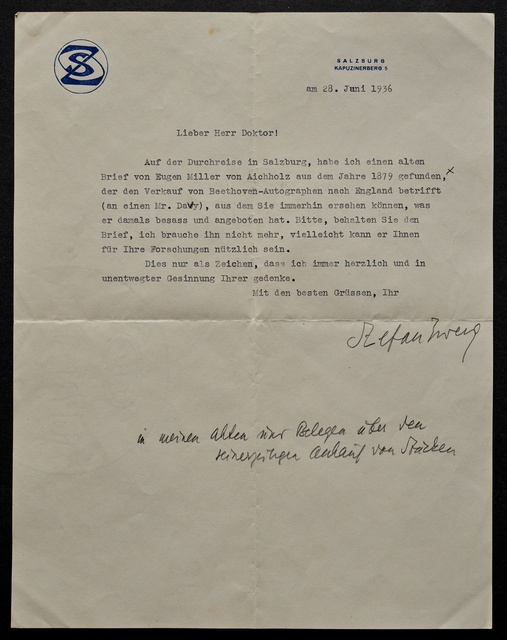 SZ
SALZBURG
KAPUZINERBERG 5
am 28. Juni 1936
Lieber Herr Doktor!
Auf der Durchreise in Salzburg, habe ich einen alten
Brief von Eugen Miller von Aichholz aus dem Jahre 1879 gefunden,x
der den Verkauf von Beethoven-Autographen nach England betrifft
(an einen Mr. Davy), aus dem Sie immerhin ersehen können, was
er damals besass und angeboten hat. Bitte, behalten Sie den
Brief, ich brauche ihn nicht mehr, vielleicht kann er Ihnen
für Ihre Forschungen nützlich sein.
Dies nur als Zeichen, dass ich immer herzlich und in
unentwegter Gesinnung Ihrer gedenke.
Mit den besten Grüssen, Ihr
Stefan Zweig
in meinen Akten und Belegen über den
seinerzeitigen Ankauf von Stücken